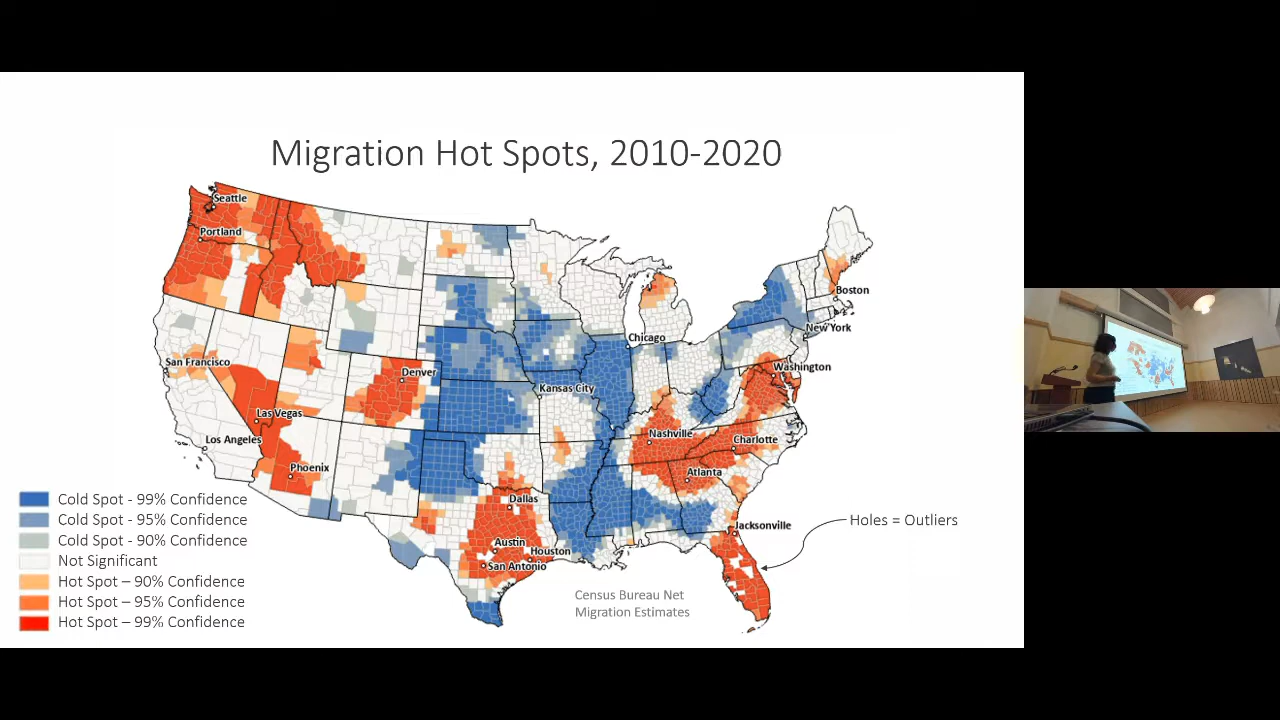 Migration Hot Spots, 2010-2020
Seattle
Portland
Boston
New York
Chicago
San Francisco
Washington
Denver
Kansas City
Las Vegas
Nashville
Los Angeles
Charlotte
Phoenix
Atlanta
Dallas
Jacksonville
Austin
Houston
San Antonio
Cold Spot - 99% Confidence
Cold Spot - 95% Confidence
Cold Spot - 90% Confidence
Not Significant
Hot Spot – 90% Confidence
Hot Spot – 95% Confidence
Hot Spot – 99% Confidence
Holes = Outliers
Census Bureau Net
Migration Estimates